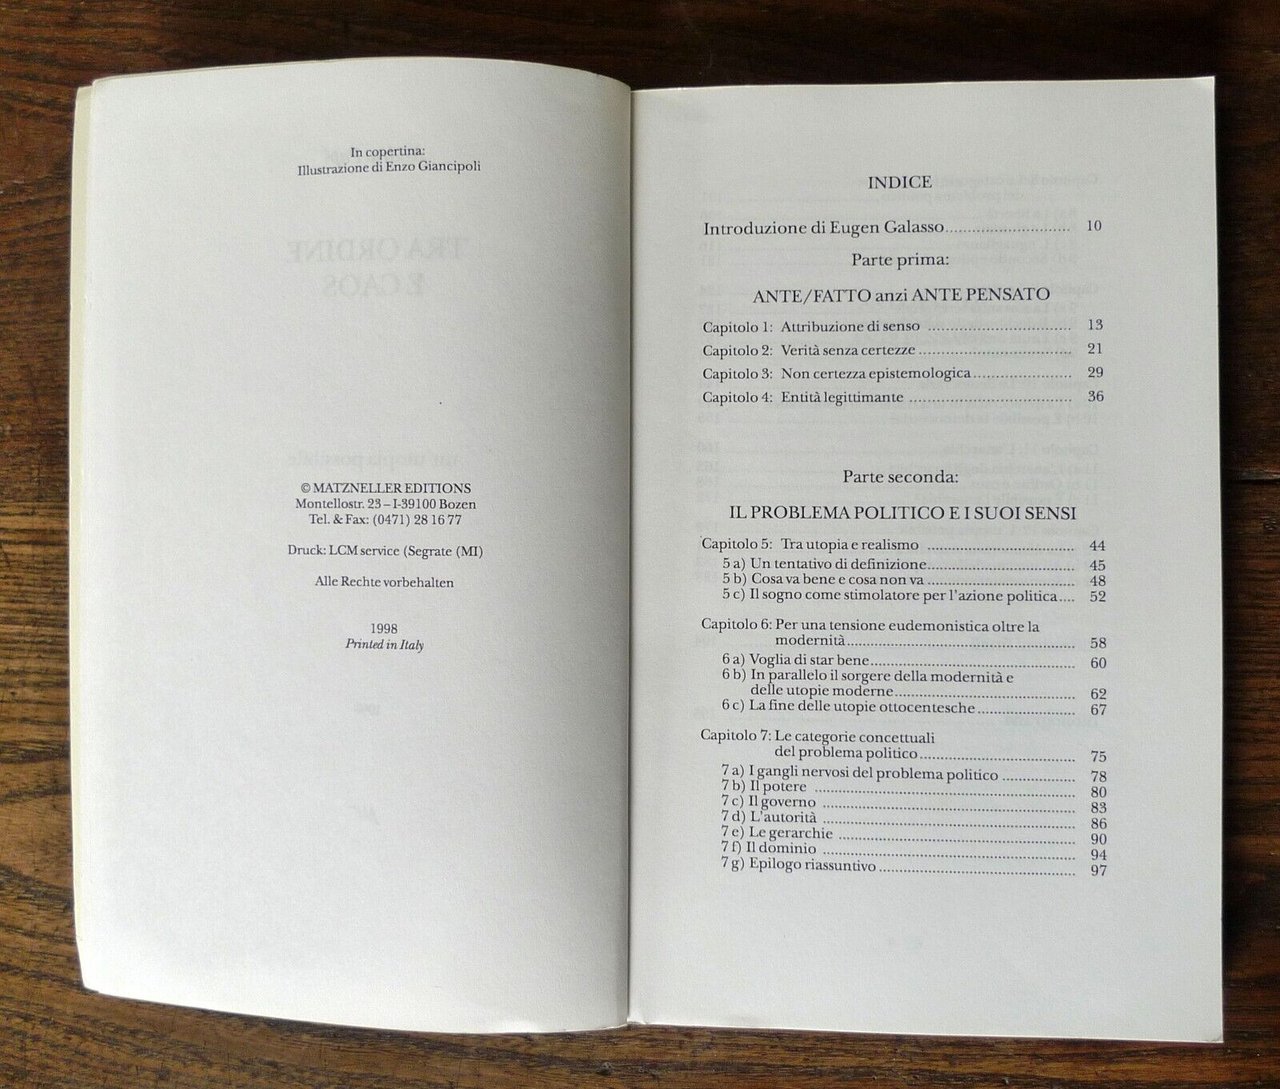 In copertina:
Illustrazione di Enzo Giancipoli
© MATZNELLER EDITIONS
Montellostr. 23 – I-39100 Bozen
Tel. & Fax: (0471) 28 16 77
Druck: LCM service (Segrate (MI)
Alle Rechte vorbehalten
1998
Printed in Italy
INDICE
Introduzione di Eugen Galasso.............................. 10
Parte prima:
ANTE/FATTO anzi ANTE PENSATO
Capitolo 1: Attribuzione di senso .................................. 13
Capitolo 2: Verità senza certezze .................................... 21
Capitolo 3: Non certezza epistemologica....................... 29
Capitolo 4: Entità legittimante ....................................... 36
Parte seconda:
IL PROBLEMA POLITICO E I SUOI SENSI
Capitolo 5: Tra utopia e realismo ................................... 44
5 a) Un tentativo di definizione................................... 45
5 b) Cosa va bene e cosa non va ................................... 48
5 c) Il sogno come stimolatore per l'azione politica.... 52
Capitolo 6: Per una tensione eudemonistica oltre la
modernità...................................................... 58
6 a) Voglia di star bene................................................. 60
6 b) In parallelo il sorgere della modernità e
delle utopie moderne........................................... 62
6 c) La fine delle utopie ottocentesche ....................... 67
Capitolo 7: Le categorie concettuali
del problema politico..................................... 75
7 a) I gangli nervosi del problema politico ................. 78
7 b) Il potere ............................................................... 80
7 c) Il governo ............................................................. 83
7 d) L'autorità ............................................................. 86
7 e) Le gerarchie ......................................................... 90
7 f) Il dominio ............................................................. 94
7 g) Epilogo riassuntivo ............................................... 97